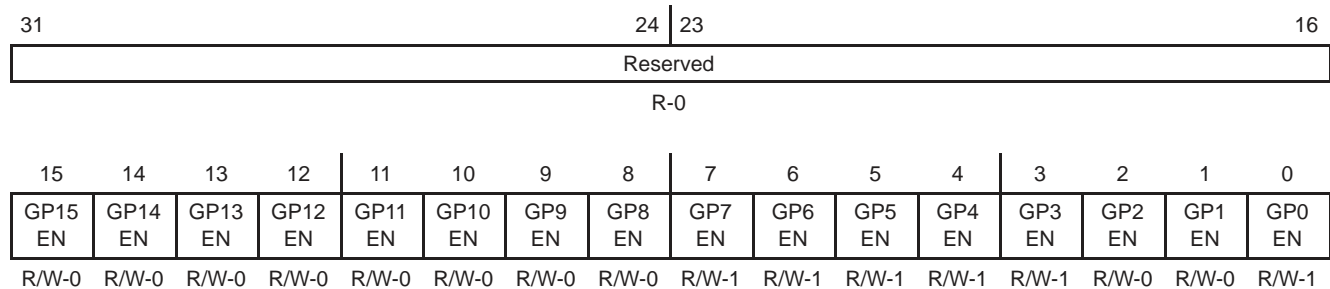 31 24 23 16
Reserved
R-0
15 14 13 12 11 10 9 8 7 6 5 4 3 2 1 0
GP15 GP14 GP13 GP12 GP11 GP10 GP9 GP8 GP7 GP6 GP5 GP4 GP3 GP2 GP1 GP0
EN EN EN EN EN EN EN EN EN EN EN EN EN EN EN EN
R/W-0 R/W-0 R/W-0 R/W-0 R/W-0 R/W-0 R/W-0 R/W-0 R/W-1 R/W-1 R/W-1 R/W-1 R/W-1 R/W-0 R/W-0 R/W-1